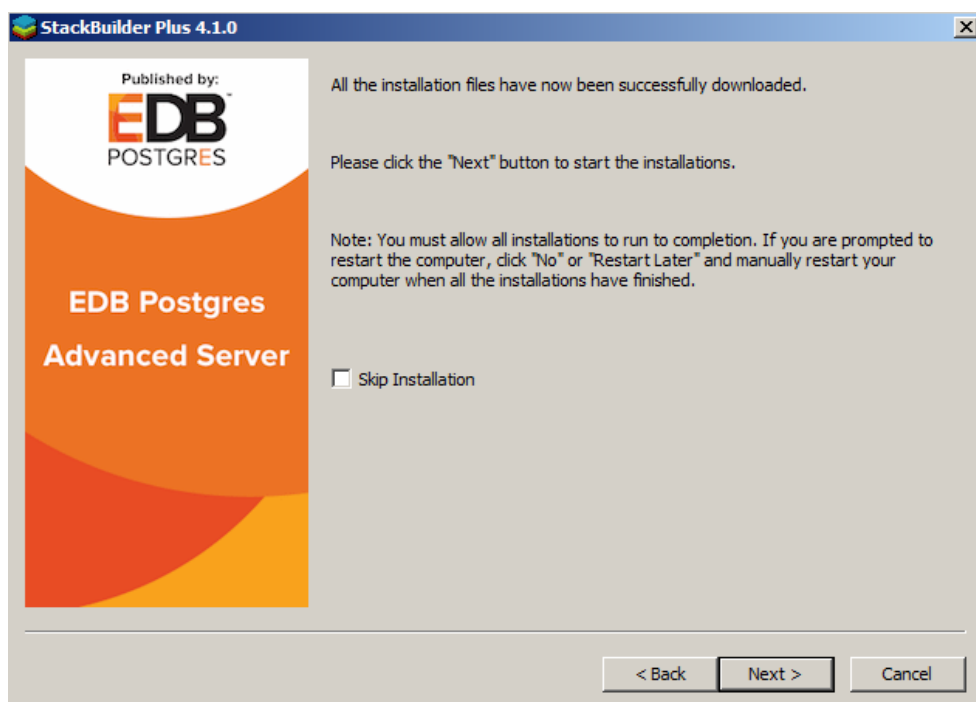 StackBuilder Plus 4.1.0
Published by:
EDB™
POSTGRES
EDB Postgres
Advanced Server
All the installation files have now been successfully downloaded.
Please click the "Next" button to start the installations.
Note: You must allow all installations to run to completion. If you are prompted to
restart the computer, click "No" or "Restart Later" and manually restart your
computer when all the installations have finished.
Skip Installation
< Back
Next >
Cancel